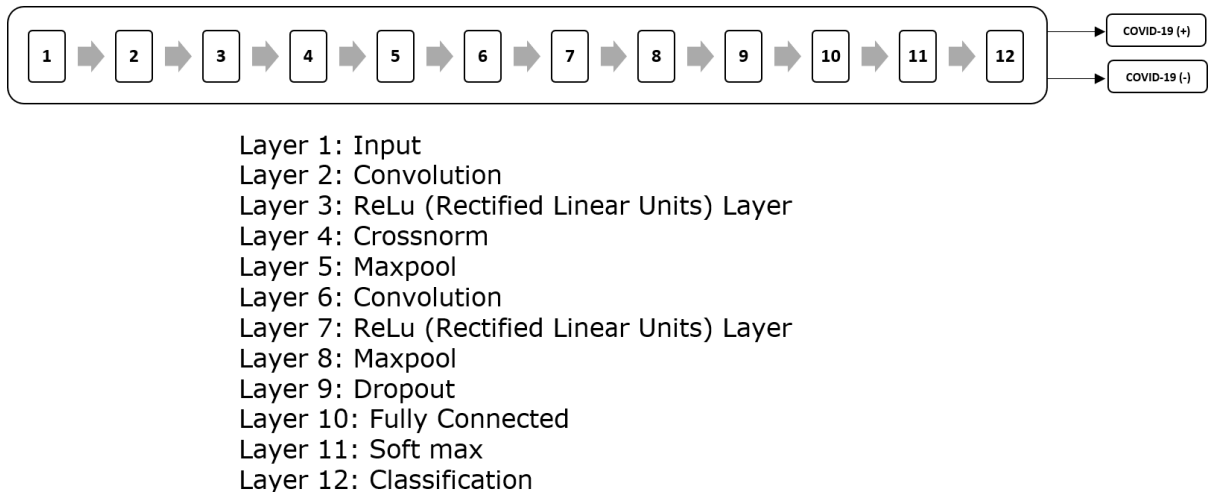 1 2 3 4 5 6 7 8 9 10 11 12
COVID-19 (+)
COVID-19 (-)
Layer 1: Input
Layer 2: Convolution
Layer 3: ReLu (Rectified Linear Units) Layer
Layer 4: Crossnorm
Layer 5: Maxpool
Layer 6: Convolution
Layer 7: ReLu (Rectified Linear Units) Layer
Layer 8: Maxpool
Layer 9: Dropout
Layer 10: Fully Connected
Layer 11: Soft max
Layer 12: Classification